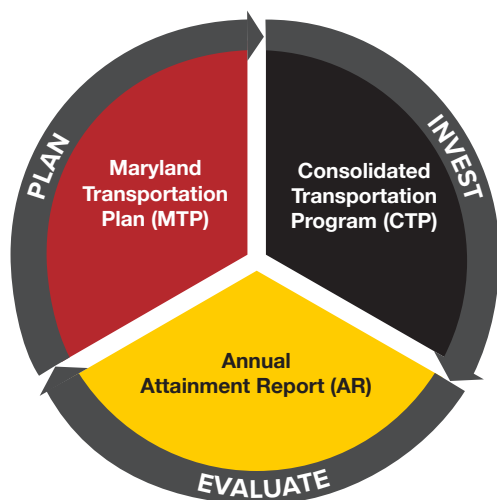 PLAN
Maryland
Transportation
Plan (MTP)
INVEST
Consolidated
Transportation
Program (CTP)
Annual
Attainment Report (AR)
EVALUATE